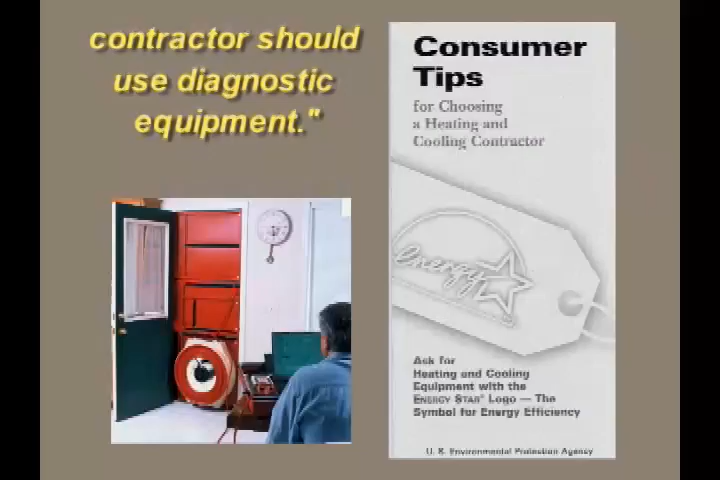 contractor should
use diagnostic
equipment."
Consumer
Tips
for Choosing
a Heating and
Cooling Contractor
energy
Ask for
Heating and Cooling
Equipment with the
ENERGY STAR® Logo — The
Symbol for Energy Efficiency
U. S. Environmental Protection Agency